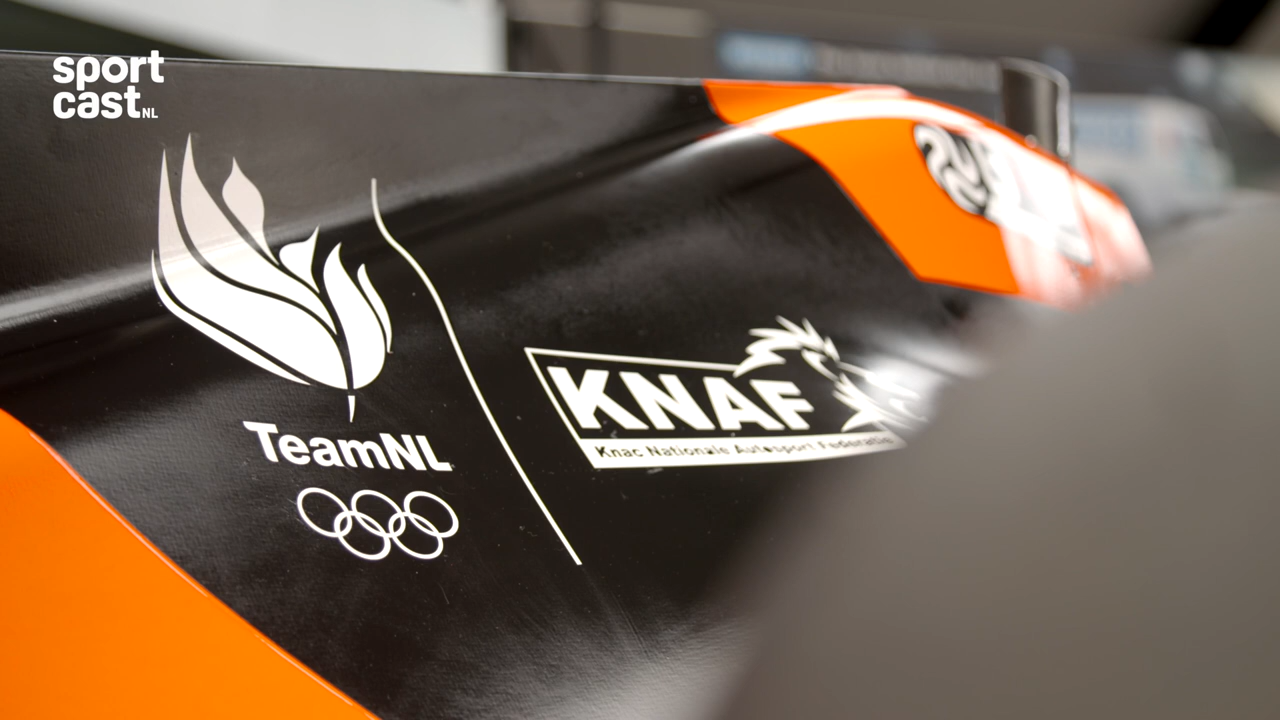 sport
cast NL
TeamNL
KNAF
Knac Nationale Autosport Federatie